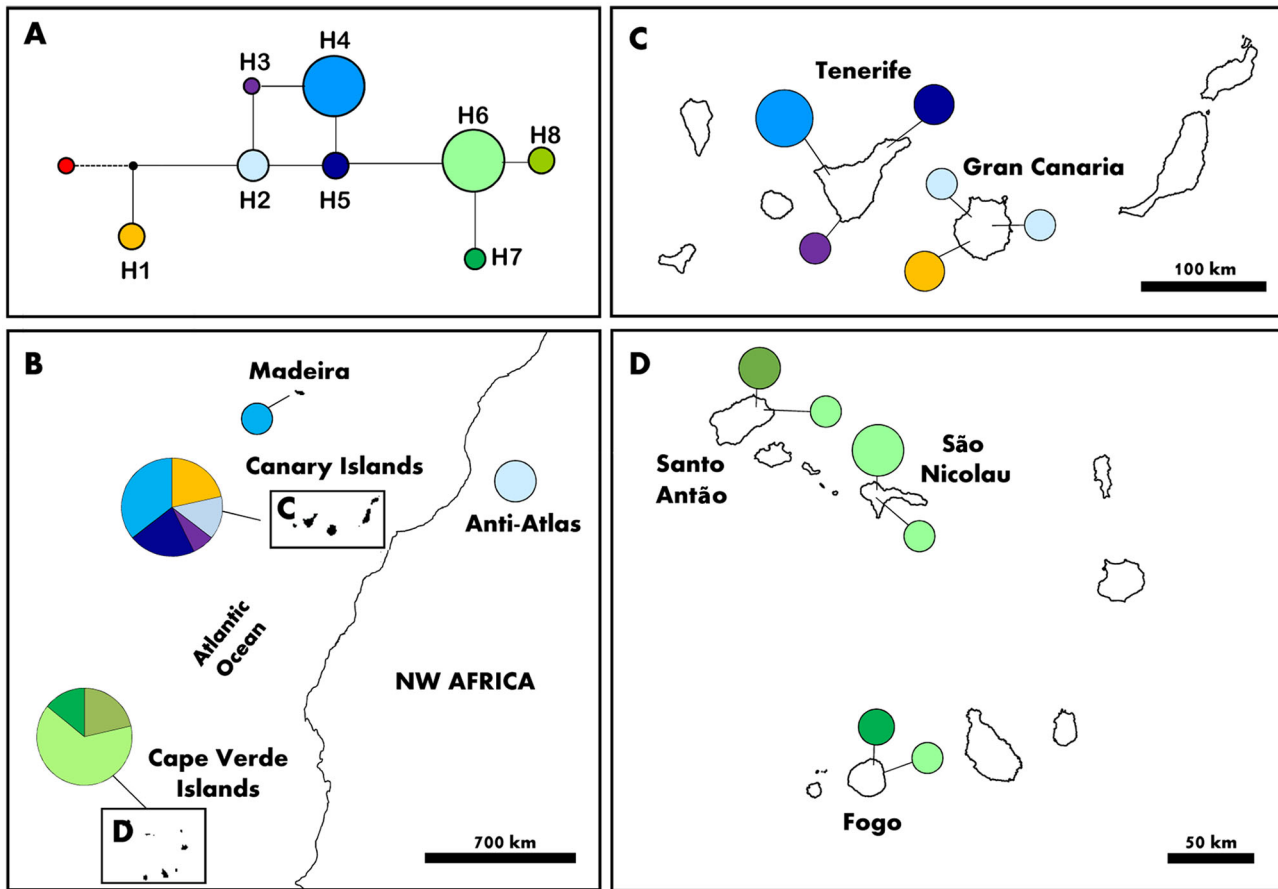 A
H3
H4
H6
H8
H2
H5
H7
H1
C
Tenerife
Gran Canaria
100 km
B
Madeira
Canary Islands
C
Anti-Atlas
Atlantic
Ocean
NW AFRICA
Cape Verde
Islands
D
700 km
D
Santo
Antão
São
Nicolau
Fogo
50 km